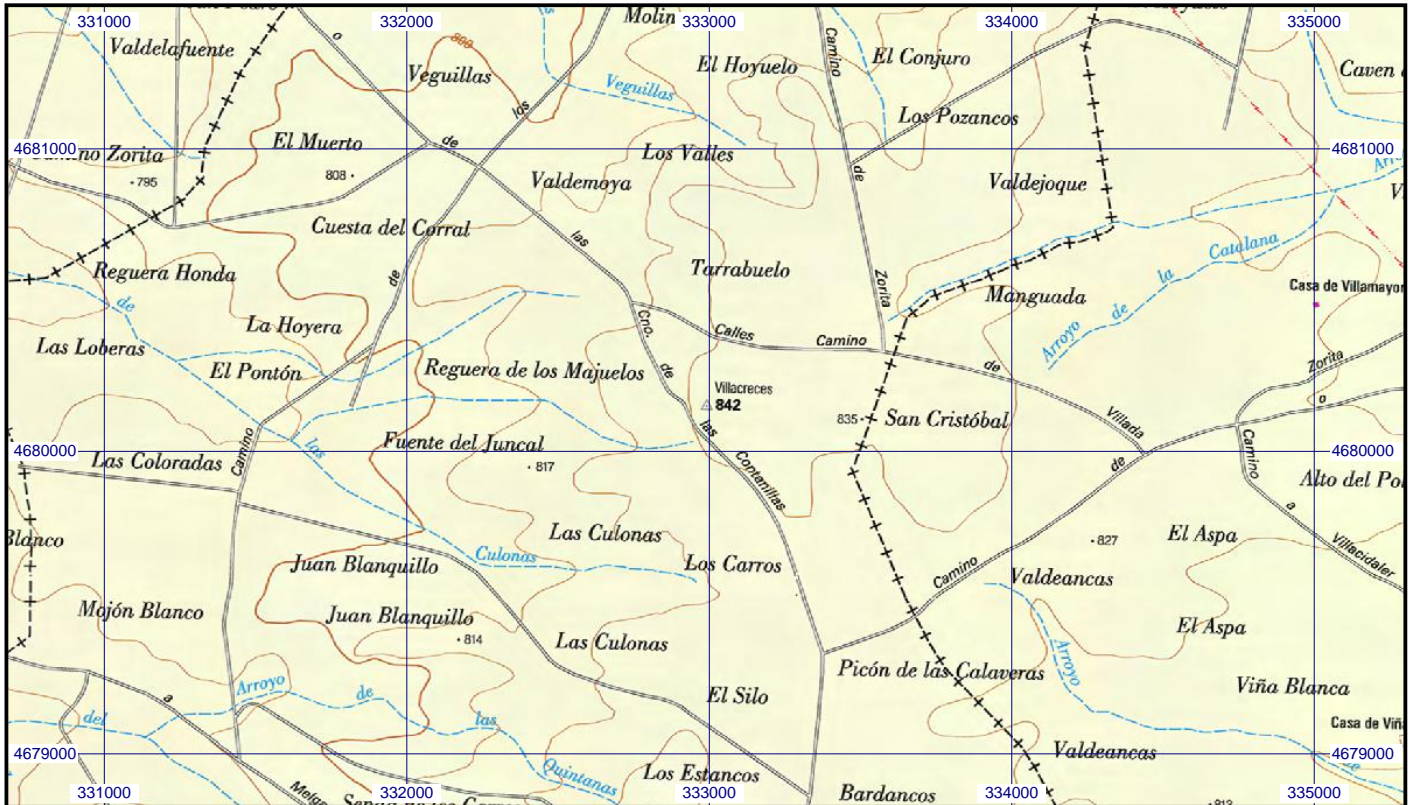 331000
332000
333000
334000
335000
Molin
Valdelafuente
o
Veguillas
800
El Hoyuelo
Camino
El Conjuro
Caven
Veguillas
las
Los Pozancos
4681000
Camino Zorita
El Muerto
de
Los Valles
4681000
795
808
Valdemoya
de
Valdejoque
Cuesta del Corral
las
Catalana
Reguera Honda
de
Tarrabuelo
Zorita
la
Casa de Villamayor
de
La Hoyera
Manguada
de
Arroyo
Las Loberas
Cno.
Calles
Camino
El Pontón
Reguera de los Majuelos
de
de
Zorita
Villacreces
842
o
las
835
San Cristóbal
Villada
las
Fuente del Juncal
Camino
4680000
Las Coloradas
817
Contanillas
de
Camino
4680000
Alto del Po
a
Blanco
Las Culonas
827
El Aspa
Villacidaler
Juan Blanquillo
Culonas
Los Carros
Camino
Valdeancas
Mojón Blanco
Juan Blanquillo
814
Las Culonas
El Aspa
Arroyo
Picón de las Calaveras
Arroyo
de
a
El Silo
Viña Blanca
del
las
Casa de Viña
4679000
Valdeancas
4679000
Quintanas
Los Estancos
Melga
Bardancos
813
331000
332000
333000
334000
335000